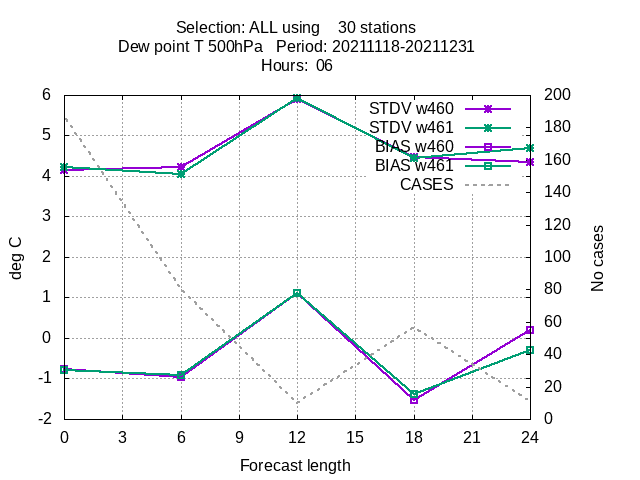 Selection: ALL using    30 stations
Dew point T 500hPa   Period: 20211118-20211231
Hours:  06
6
5
4
3
2
1
0
-1
-2
deg C
STDV w460
STDV w461
BIAS w460
BIAS w461
CASES
200
180
160
140
120
100
80
60
40
20
0
No cases
0 3 6 9 12 15 18 21 24
Forecast length